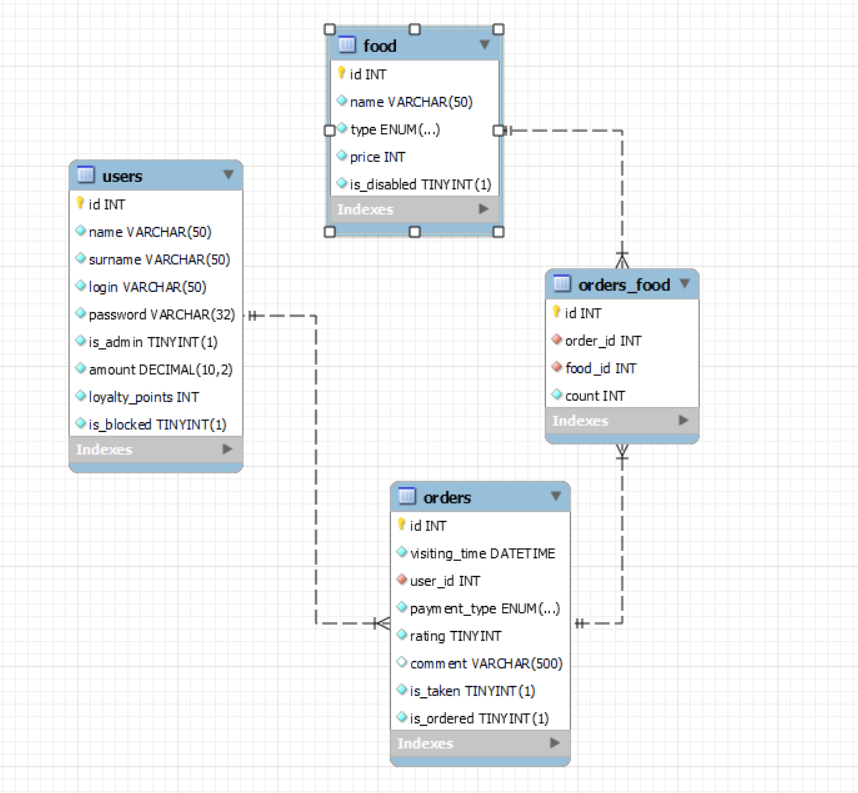 food
id INT
name VARCHAR(50)
type ENUM(...)
price INT
is_disabled TINYINT(1)
Indexes
users
id INT
name VARCHAR(50)
surname VARCHAR(50)
login VARCHAR(50)
password VARCHAR(32)
is_admin TINYINT(1)
amount DECIMAL(10,2)
loyalty_points INT
is_blocked TINYINT(1)
Indexes
orders_food
id INT
order_id INT
food_id INT
count INT
Indexes
orders
id INT
visiting_time DATETIME
user_id INT
payment_type ENUM(...)
rating TINYINT
comment VARCHAR(500)
is_taken TINYINT(1)
is_ordered TINYINT(1)
Indexes